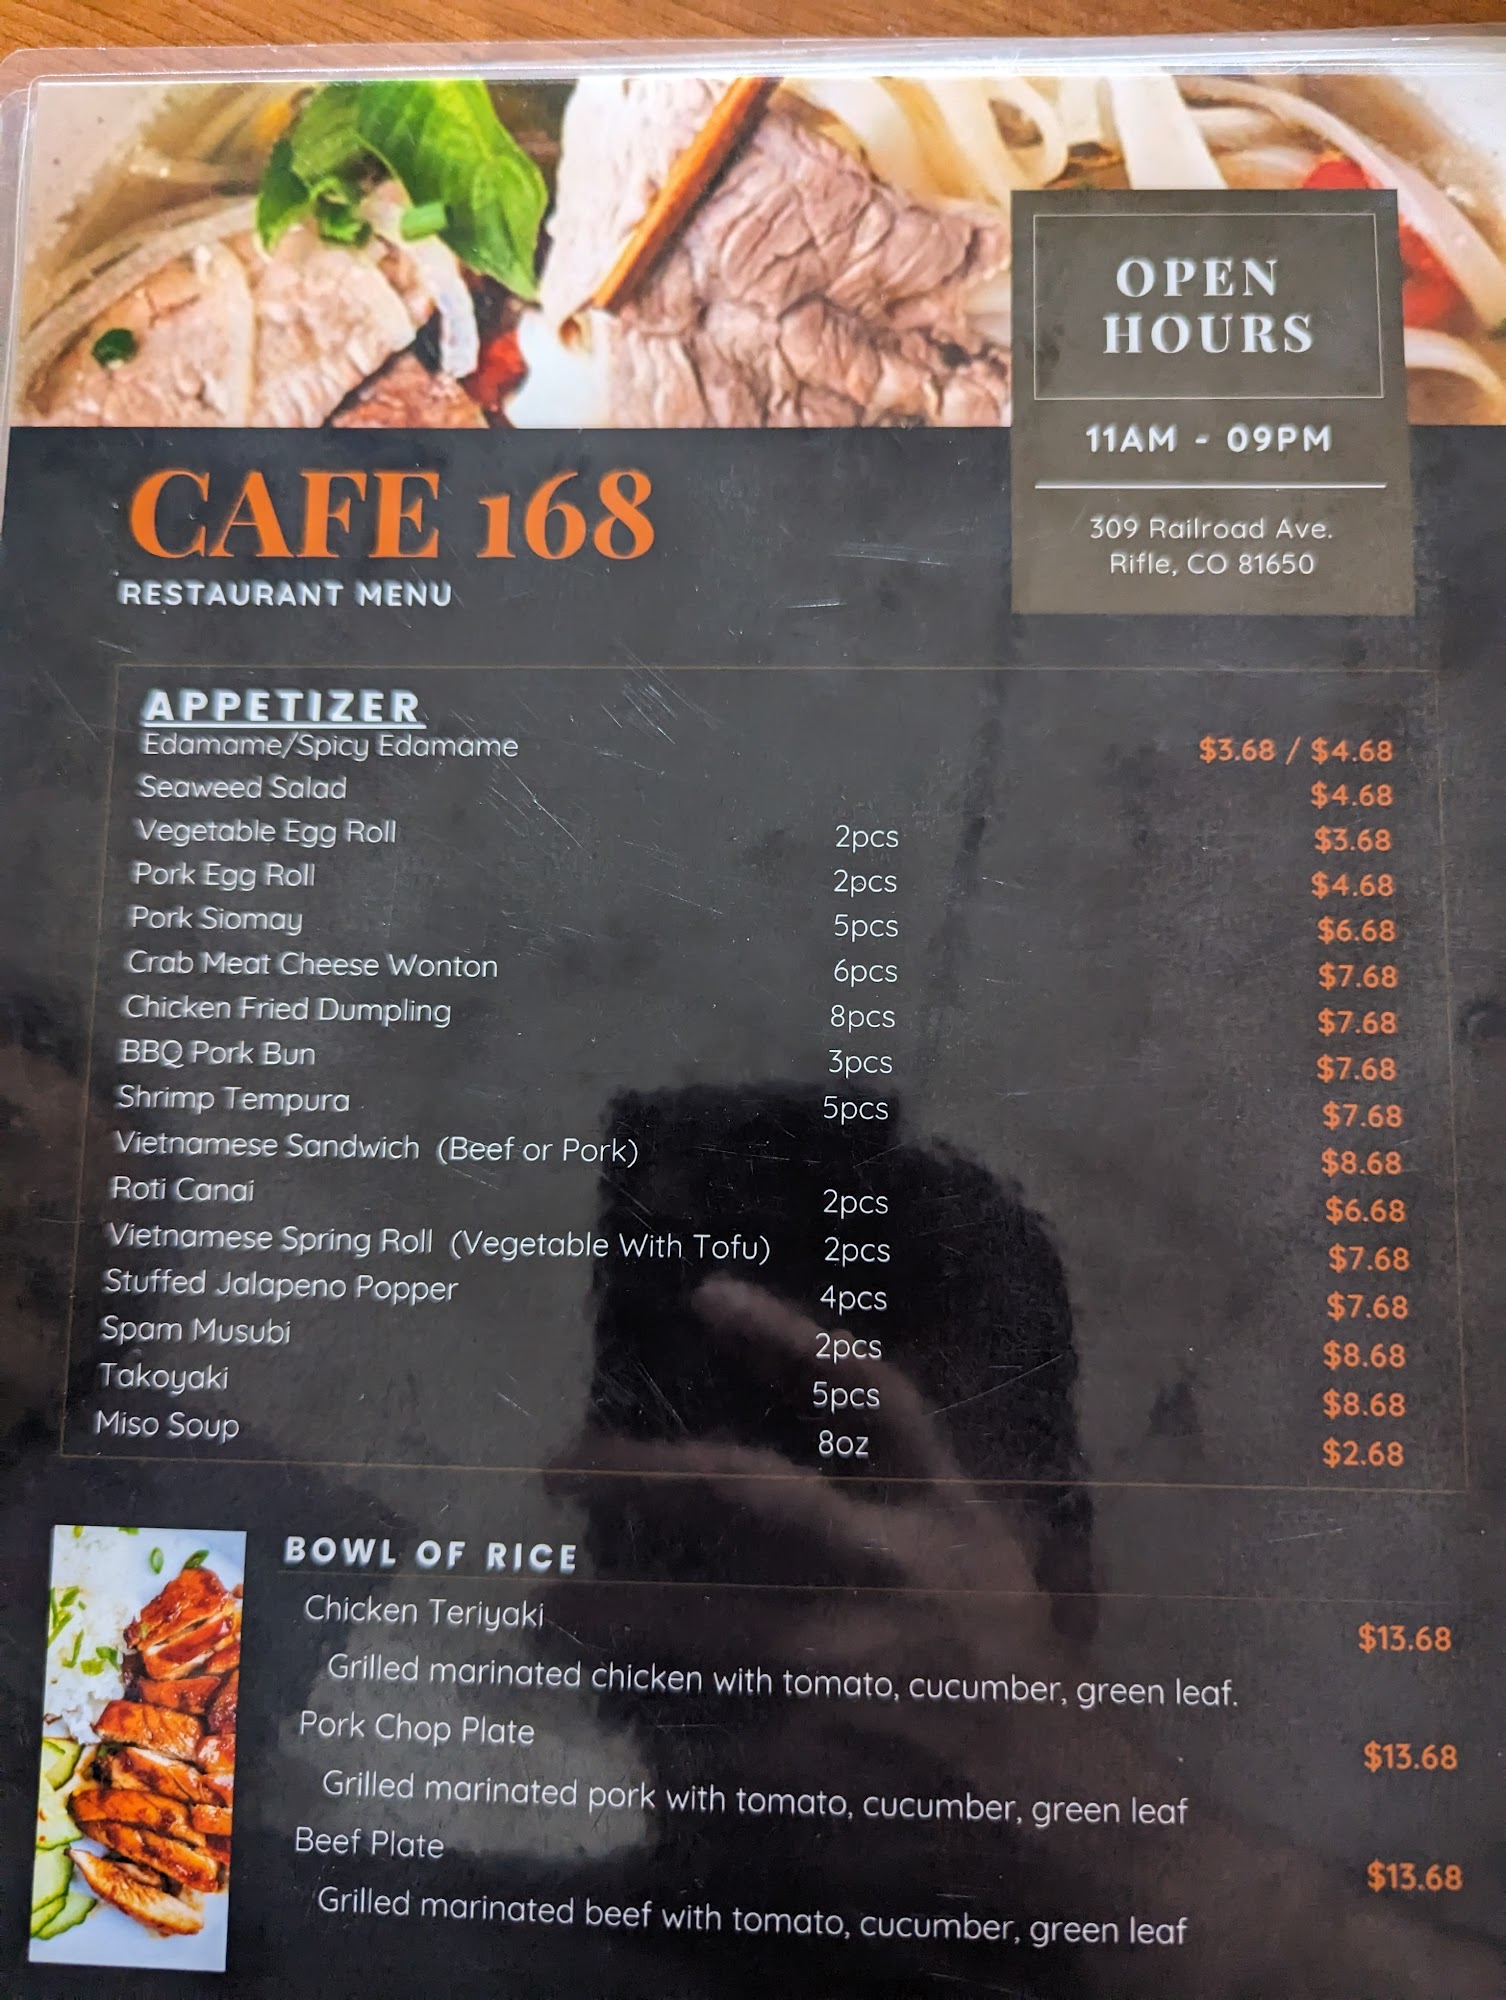 OPEN
HOURS
11AM - 09PM
309 Railroad Ave.
Rifle, CO 81650
CAFE 168
RESTAURANT MENU
APPETIZER
Edamame/Spicy Edamame $3.68 / $4.68
Seaweed Salad $4.68
Vegetable Egg Roll 2pcs $3.68
Pork Egg Roll 2pcs $4.68
Pork Siomay 5pcs $6.68
Crab Meat Cheese Wonton 6pcs $7.68
Chicken Fried Dumpling 8pcs $7.68
BBQ Pork Bun 3pcs $7.68
Shrimp Tempura 5pcs $7.68
Vietnamese Sandwich (Beef or Pork) $8.68
Roti Canai 2pcs $6.68
Vietnamese Spring Roll (Vegetable With Tofu) 2pcs $7.68
Stuffed Jalapeno Popper 4pcs $7.68
Spam Musubi 2pcs $8.68
Takoyaki 5pcs $8.68
Miso Soup 8oz $2.68
BOWL OF RICE
Chicken Teriyaki $13.68
Grilled marinated chicken with tomato, cucumber, green leaf.
Pork Chop Plate $13.68
Grilled marinated pork with tomato, cucumber, green leaf
Beef Plate $13.68
Grilled marinated beef with tomato, cucumber, green leaf